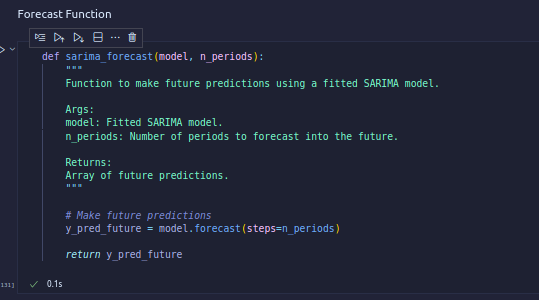 Forecast Function
def sarima_forecast(model, n_periods):
"""
Function to make future predictions using a fitted SARIMA model.
Args:
model: Fitted SARIMA model.
n_periods: Number of periods to forecast into the future.
Returns:
Array of future predictions.
"""
# Make future predictions
y_pred_future = model.forecast(steps=n_periods)
return y_pred_future
131]
0.1s